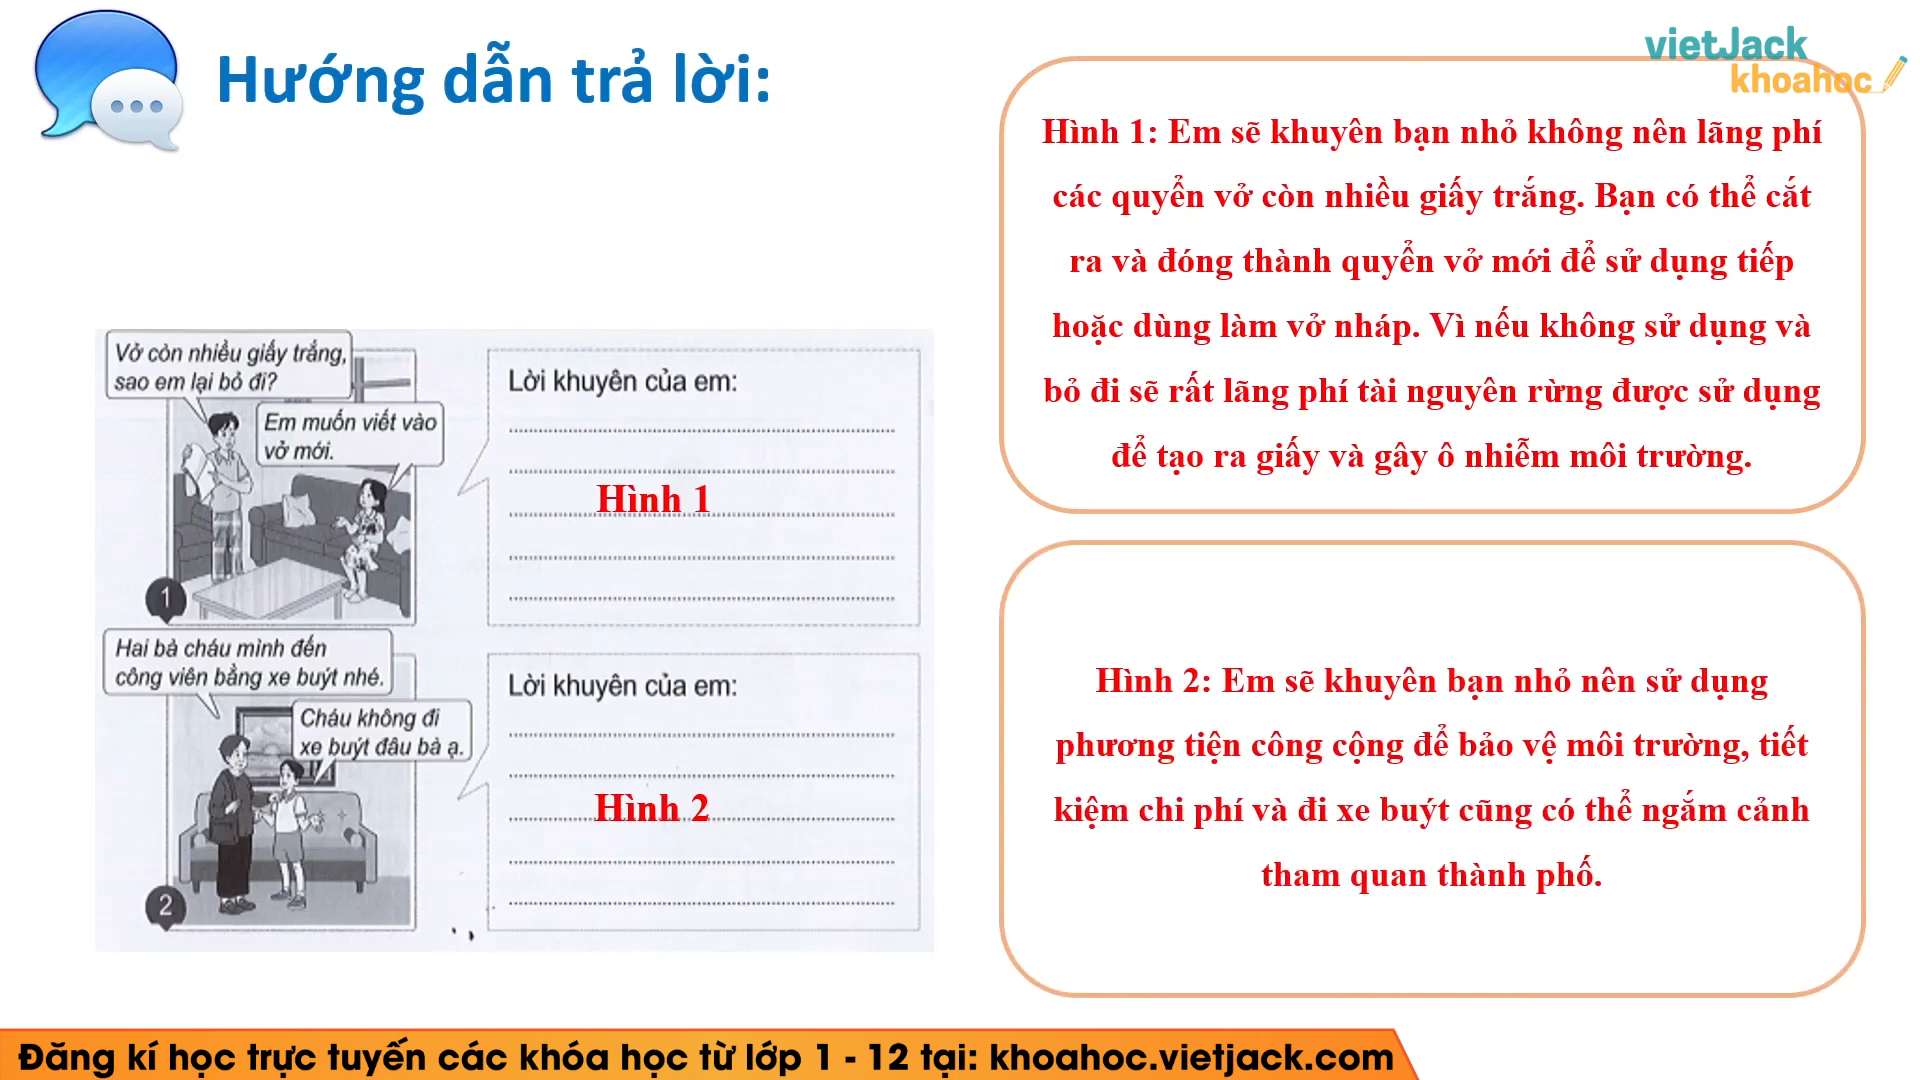 Hướng dẫn trả lời:
vietJack
khoahoc
Hình 1: Em sẽ khuyên bạn nhỏ không nên lãng phí
các quyển vở còn nhiều giấy trắng. Bạn có thể cắt
ra và đóng thành quyển vở mới để sử dụng tiếp
hoặc dùng làm vở nháp. Vì nếu không sử dụng và
bỏ đi sẽ rất lãng phí tài nguyên rừng được sử dụng
để tạo ra giấy và gây ô nhiễm môi trường.
Vở còn nhiều giấy trắng,
sao em lại bỏ đi?
Em muốn viết vào
vở mới.
1
Lời khuyên của em:
Hình 1
Hai bà cháu mình đến
công viên bằng xe buýt nhé.
Cháu không đi
xe buýt đâu bà ạ.
2
Lời khuyên của em:
Hình 2
Hình 2: Em sẽ khuyên bạn nhỏ nên sử dụng
phương tiện công cộng để bảo vệ môi trường, tiết
kiệm chi phí và đi xe buýt cũng có thể ngắm cảnh
tham quan thành phố.
Đăng kí học trực tuyến các khóa học từ lớp 1 - 12 tại: khoahoc.vietjack.com